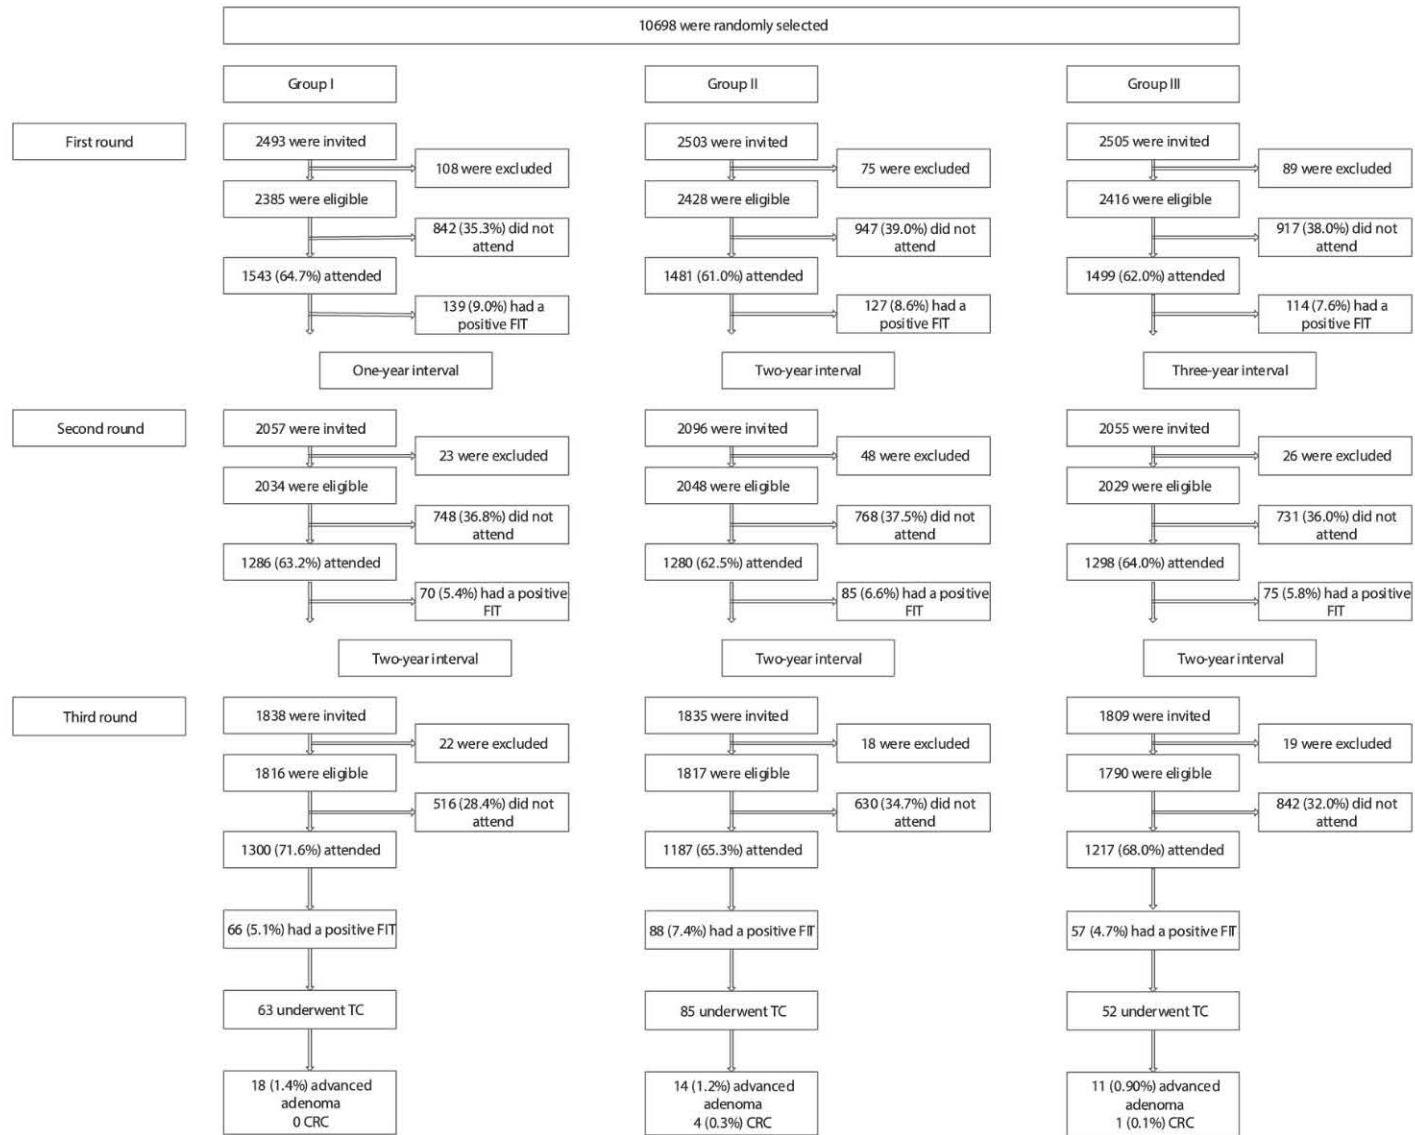 10698 were randomly selected
Group I
Group II
Group III
First round
2493 were invited
2503 were invited
2505 were invited
108 were excluded
75 were excluded
89 were excluded
2385 were eligible
2428 were eligible
2416 were eligible
842 (35.3%) did not
attend
947 (39.0%) did not
attend
917 (38.0%) did not
attend
1543 (64.7%) attended
1481 (61.0%) attended
1499 (62.0%) attended
139 (9.0%) had a
positive FIT
127 (8.6%) had a
positive FIT
114 (7.6%) had a
positive FIT
One-year interval
Two-year interval
Three-year interval
Second round
2057 were invited
2096 were invited
2055 were invited
23 were excluded
48 were excluded
26 were excluded
2034 were eligible
2048 were eligible
2029 were eligible
748 (36.8%) did not
attend
768 (37.5%) did not
attend
731 (36.0%) did not
attend
1286 (63.2%) attended
1280 (62.5%) attended
1298 (64.0%) attended
70 (5.4%) had a positive
FIT
85 (6.6%) had a positive
FIT
75 (5.8%) had a positive
FIT
Two-year interval
Two-year interval
Two-year interval
Third round
1838 were invited
1835 were invited
1809 were invited
22 were excluded
18 were excluded
19 were excluded
1816 were eligible
1817 were eligible
1790 were eligible
516 (28.4%) did not
attend
630 (34.7%) did not
attend
842 (32.0%) did not
attend
1300 (71.6%) attended
1187 (65.3%) attended
1217 (68.0%) attended
66 (5.1%) had a positive FIT
88 (7.4%) had a positive FIT
57 (4.7%) had a positive FIT
63 underwent TC
85 underwent TC
52 underwent TC
18 (1.4%) advanced
adenoma
0 CRC
14 (1.2%) advanced
adenoma
4 (0.3%) CRC
11 (0.90%) advanced
adenoma
1 (0.1%) CRC